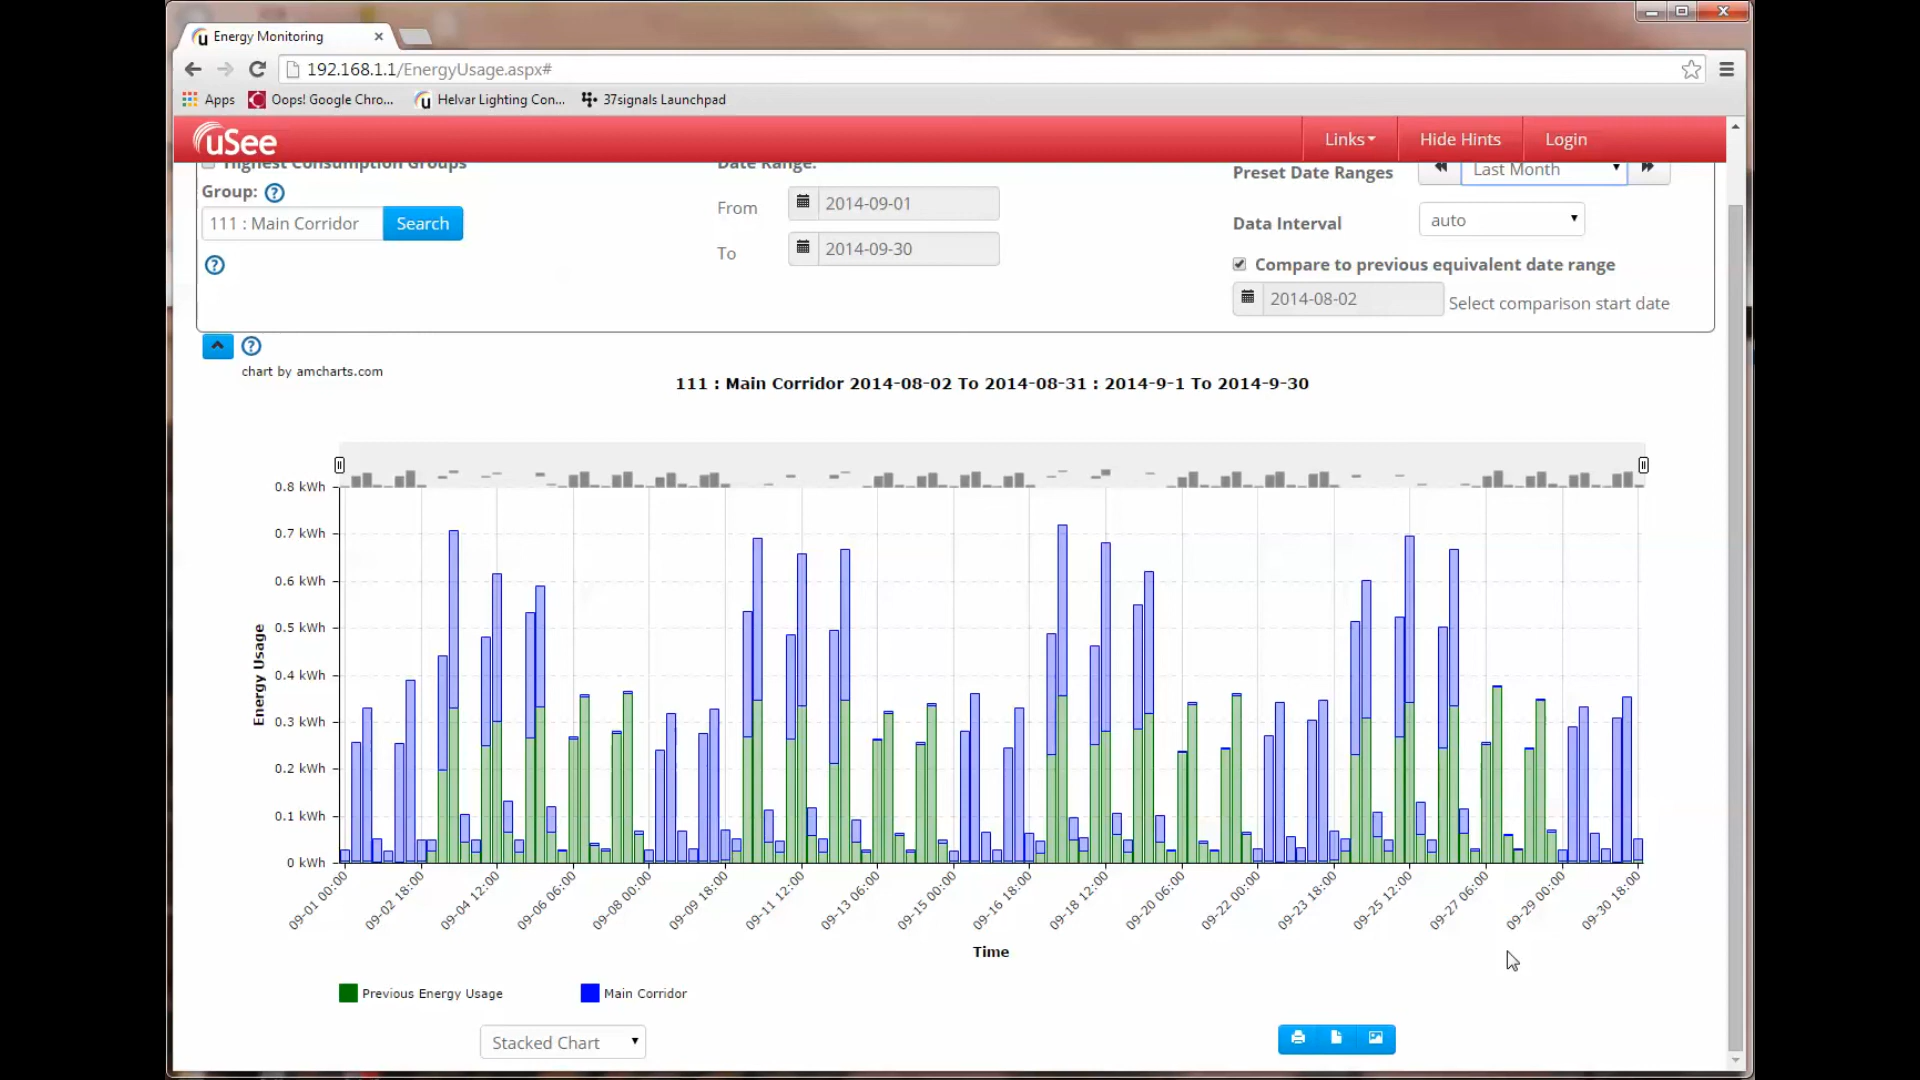 Energy Monitoring
192.168.1.1/EnergyUsage.aspx#
Apps Oops! Google Chro... Helvar Lighting Con... 37signals Launchpad
uSee Links Hide Hints Login
Highest Consumption Groups Date Range: Preset Date Ranges Last Month
Group: ?
111 : Main Corridor Search From 2014-09-01 Data Interval auto
? To 2014-09-30 Compare to previous equivalent date range
2014-08-02 Select comparison start date
?
chart by amcharts.com
111 : Main Corridor 2014-08-02 To 2014-08-31 : 2014-9-1 To 2014-9-30
0.8 kWh
0.7 kWh
0.6 kWh
0.5 kWh
0.4 kWh
0.3 kWh
0.2 kWh
0.1 kWh
0 kWh
Energy Usage
09-01 00:00 09-02 18:00 09-04 12:00 09-06 06:00 09-08 00:00 09-09 18:00 09-11 12:00 09-13 06:00 09-15 00:00 09-16 18:00 09-18 12:00 09-20 06:00 09-22 00:00 09-23 18:00 09-25 12:00 09-27 06:00 09-29 00:00 09-30 18:00
Time
Previous Energy Usage Main Corridor
Stacked Chart